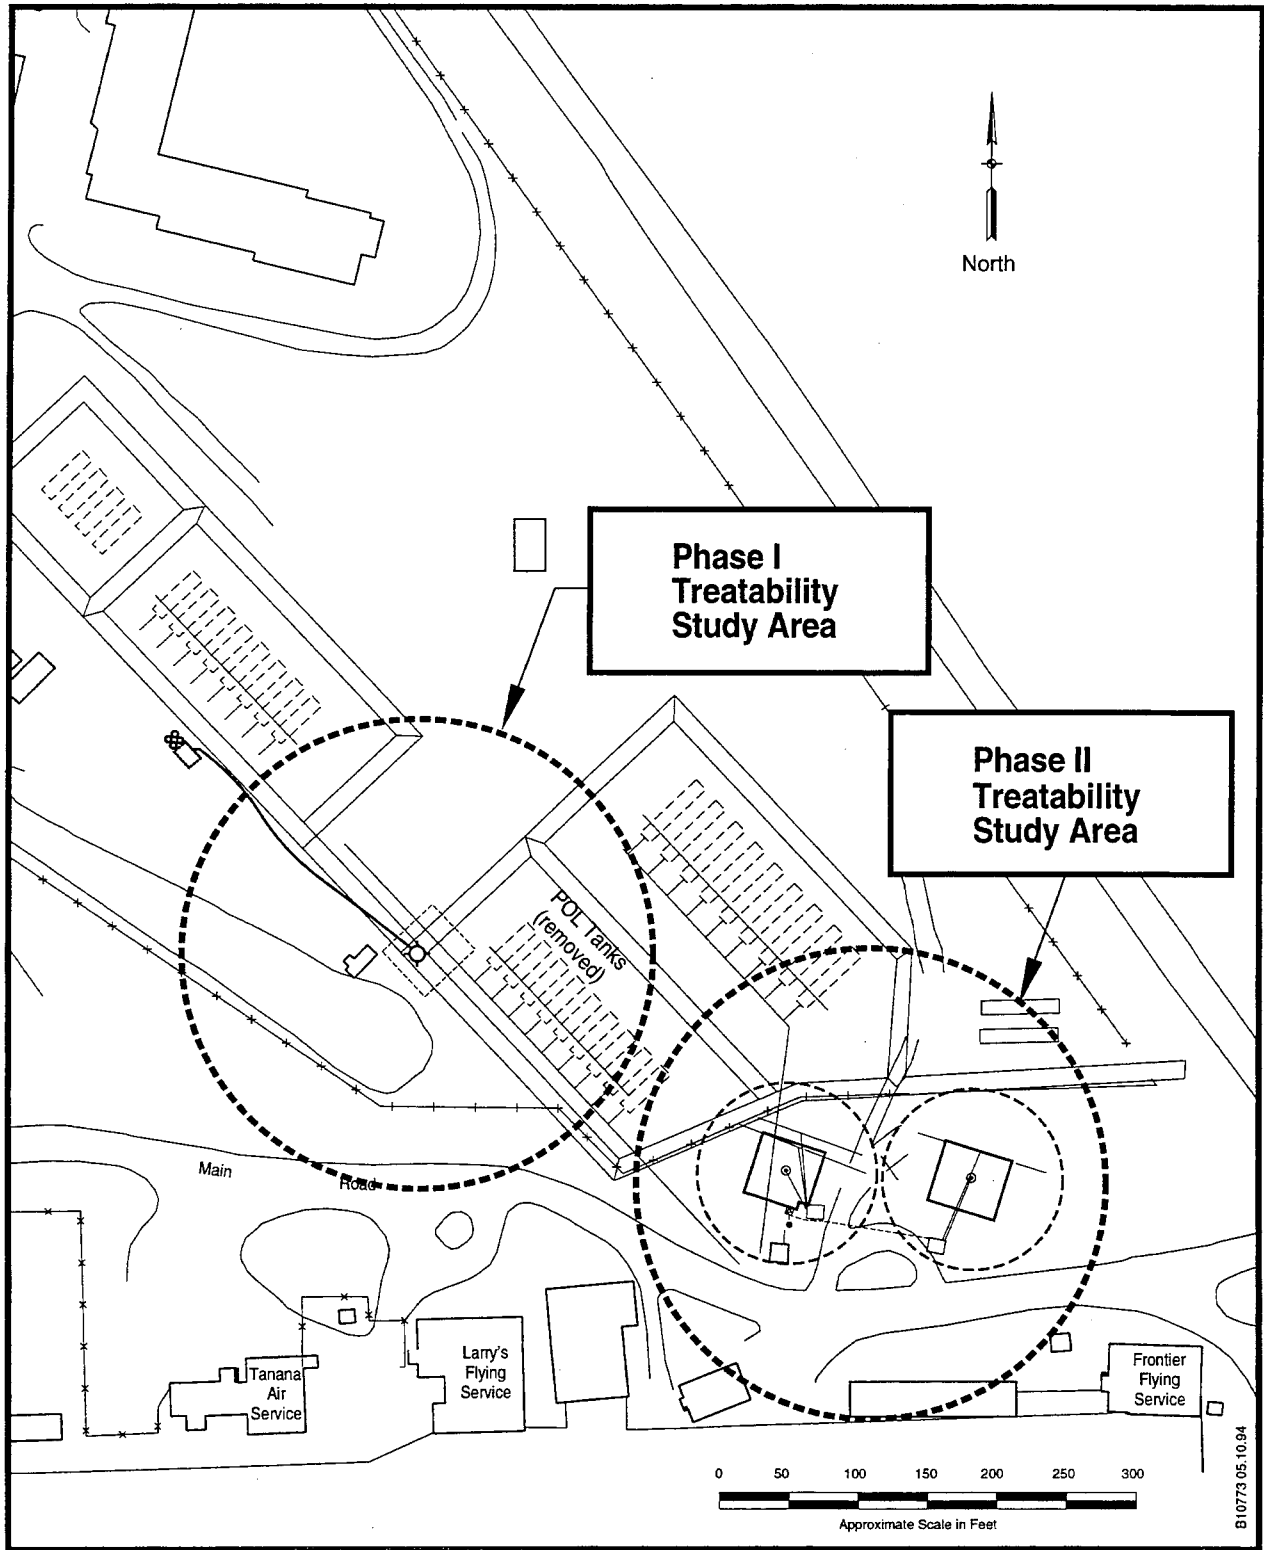 North
Phase I
Treatability
Study Area
Phase II
Treatability
Study Area
POL Tanks
(removed)
Main
Road
Tanana
Air
Service
Larry's
Flying
Service
Frontier
Flying
Service
0 50 100 150 200 250 300
Approximate Scale in Feet
B10773 05.10.94